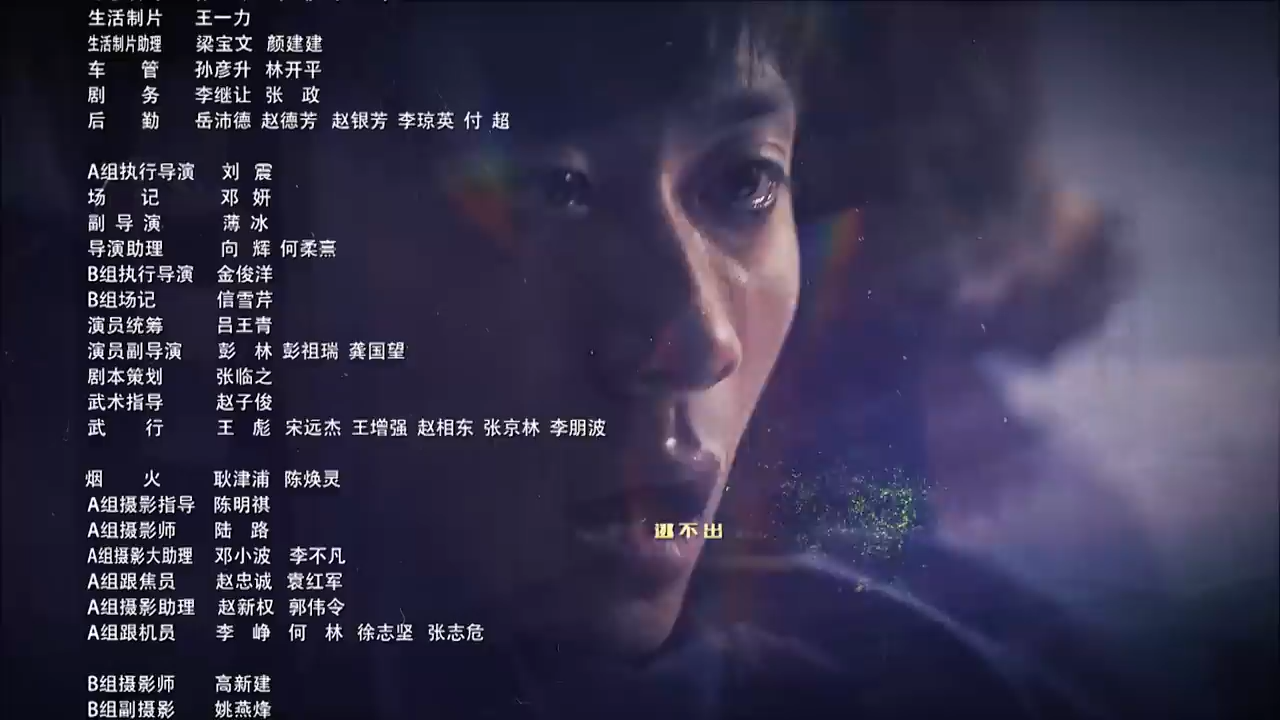 生活制片 王一力
生活制片助理 梁宝文 颜建建
车管 孙彦升 林开平
剧务 李继让 张政
后勤 岳沛德 赵德芳 赵银芳 李琼英 付超
A组执行导演 刘震
场记 邓妍
副导演 薄冰
导演助理 向辉 何柔熹
B组执行导演 金俊洋
B组场记 信雪芹
演员统筹 吕王青
演员副导演 彭林 彭祖瑞 龚国望
剧本策划 张临之
武术指导 赵子俊
武行 王彪 宋远杰 王增强 赵相东 张京林 李朋波
烟火 耿津浦 陈焕灵
A组摄影指导 陈明祺
A组摄影师 陆路
A组摄影大助理 邓小波 李不凡
A组跟焦员 赵忠诚 袁红军
逃不出
A组摄影助理 赵新权 郭伟令
A组跟机员 李峥 何林 徐志坚 张志危
B组摄影师 高新建
B组副摄影 姚燕烽